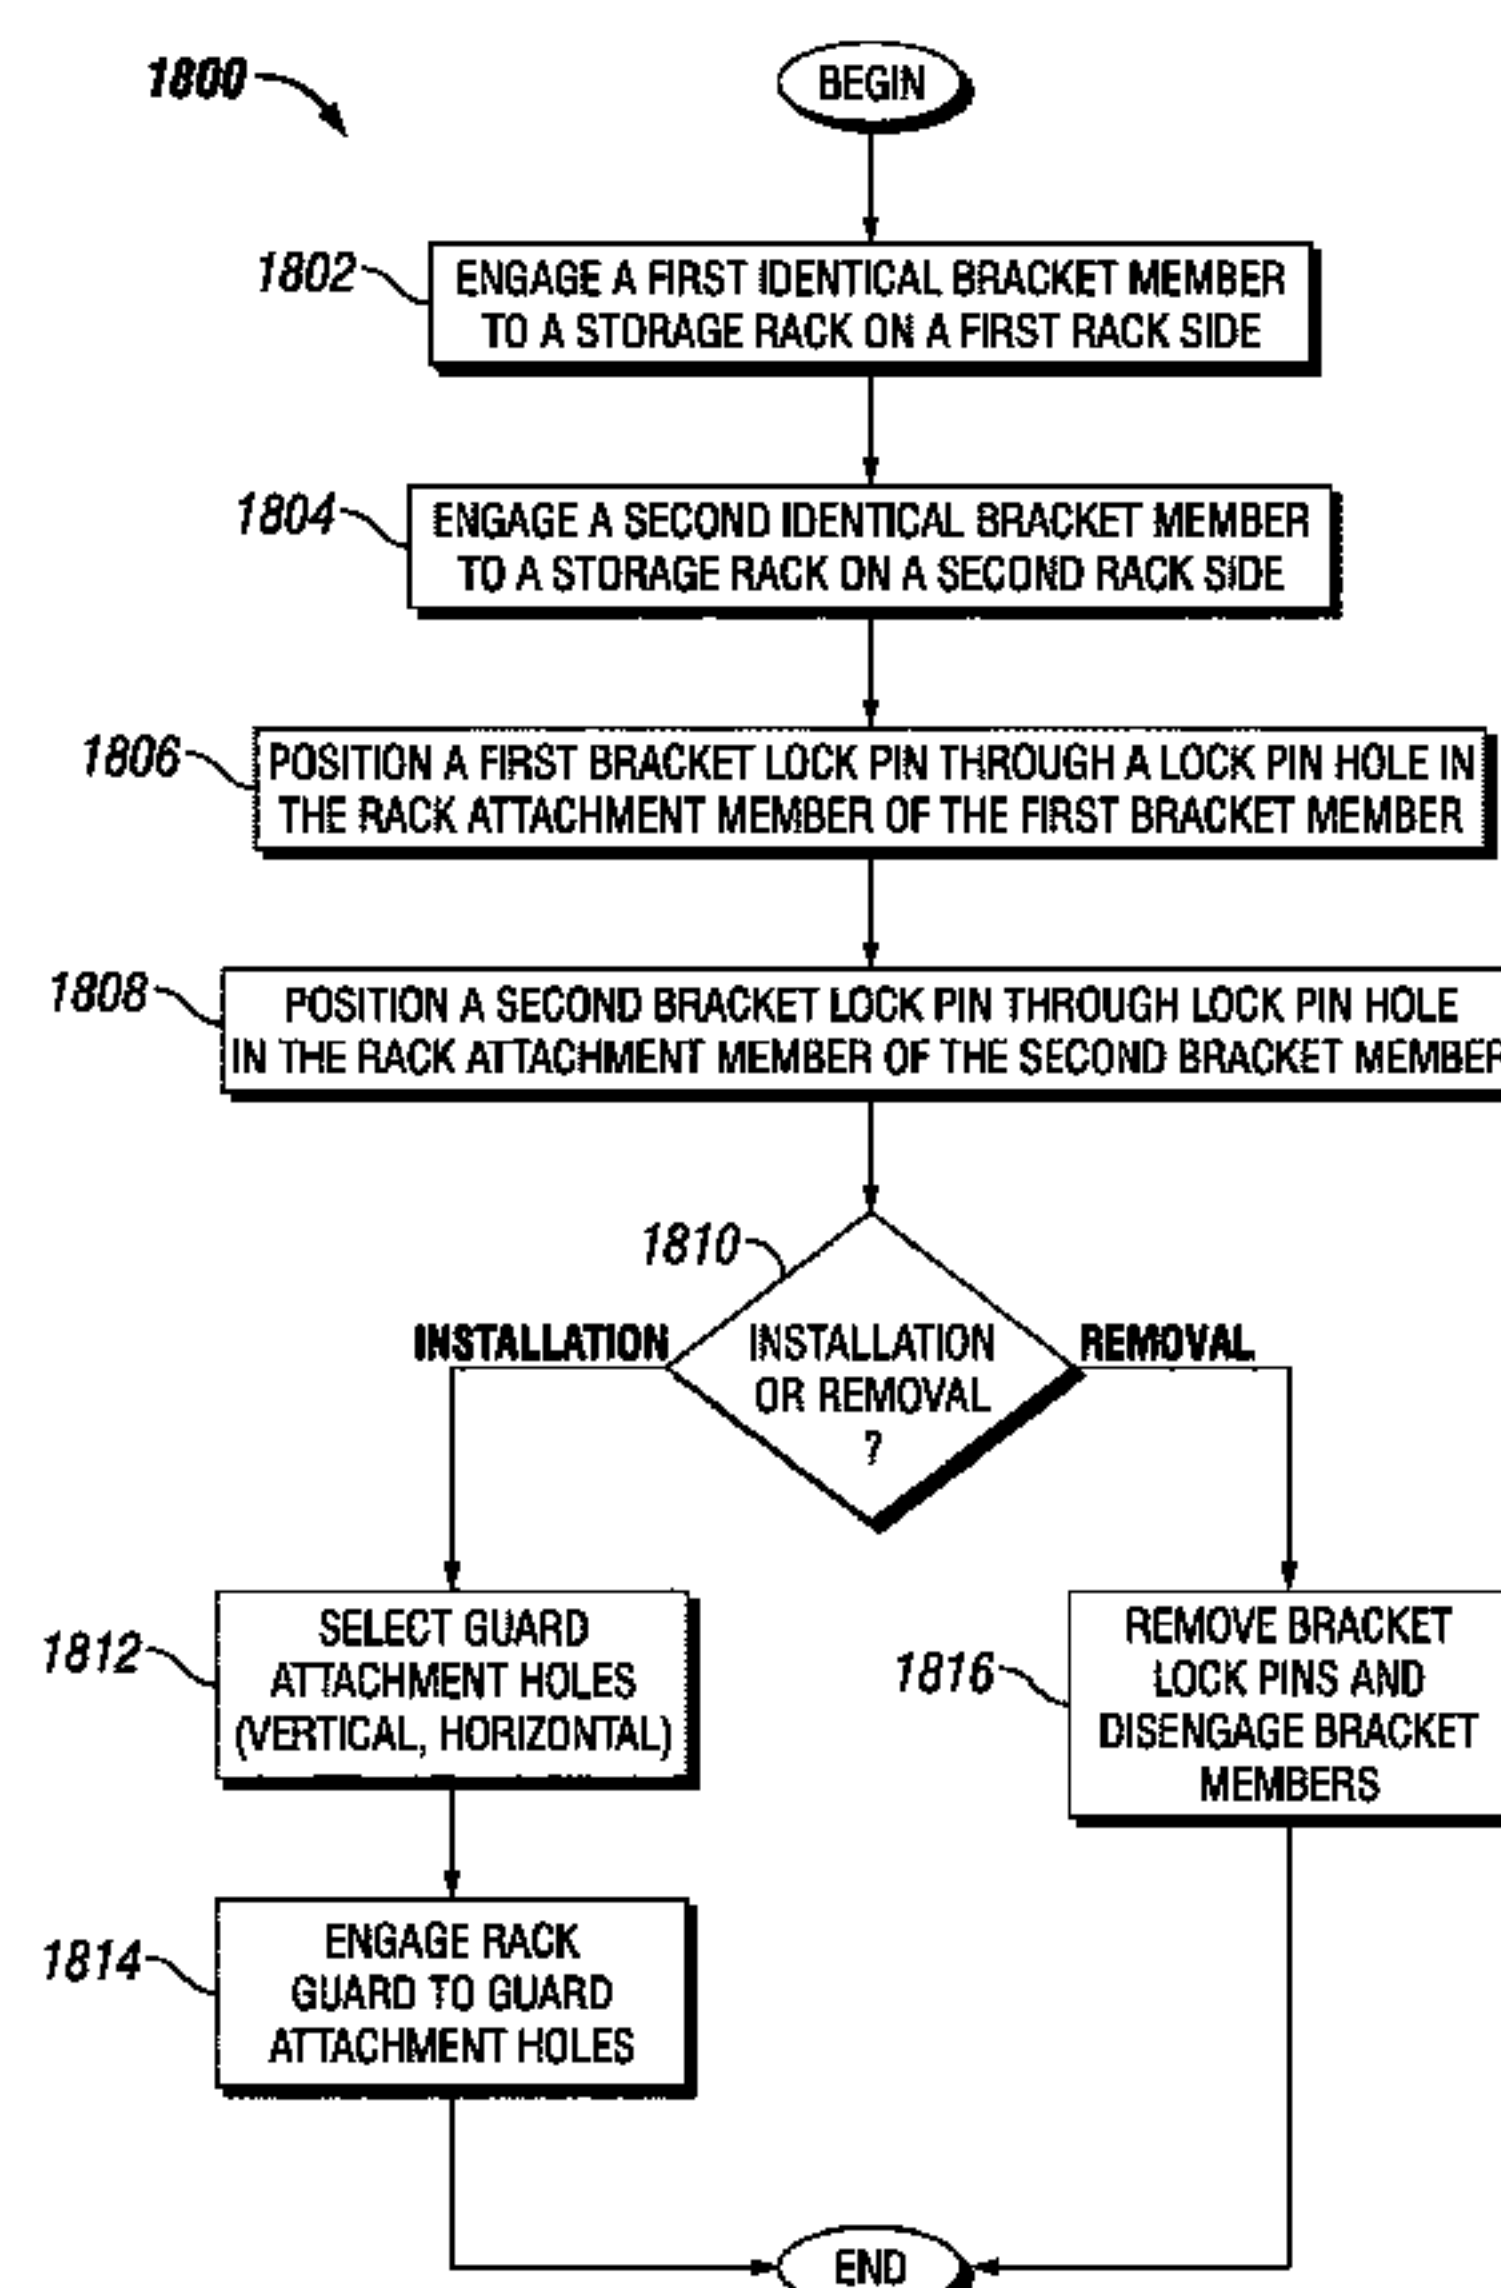 1800
BEGIN
1802
ENGAGE A FIRST IDENTICAL BRACKET MEMBER
TO A STORAGE RACK ON A FIRST RACK SIDE
1804
ENGAGE A SECOND IDENTICAL BRACKET MEMBER
TO A STORAGE RACK ON A SECOND RACK SIDE
1806
POSITION A FIRST BRACKET LOCK PIN THROUGH A LOCK PIN HOLE IN
THE RACK ATTACHMENT MEMBER OF THE FIRST BRACKET MEMBER
1808
POSITION A SECOND BRACKET LOCK PIN THROUGH LOCK PIN HOLE
IN THE RACK ATTACHMENT MEMBER OF THE SECOND BRACKET MEMBER
1810
INSTALLATION
INSTALLATION
OR REMOVAL
?
REMOVAL
1812
SELECT GUARD
ATTACHMENT HOLES
(VERTICAL, HORIZONTAL)
1816
REMOVE BRACKET
LOCK PINS AND
DISENGAGE BRACKET
MEMBERS
1814
ENGAGE RACK
GUARD TO GUARD
ATTACHMENT HOLES
END